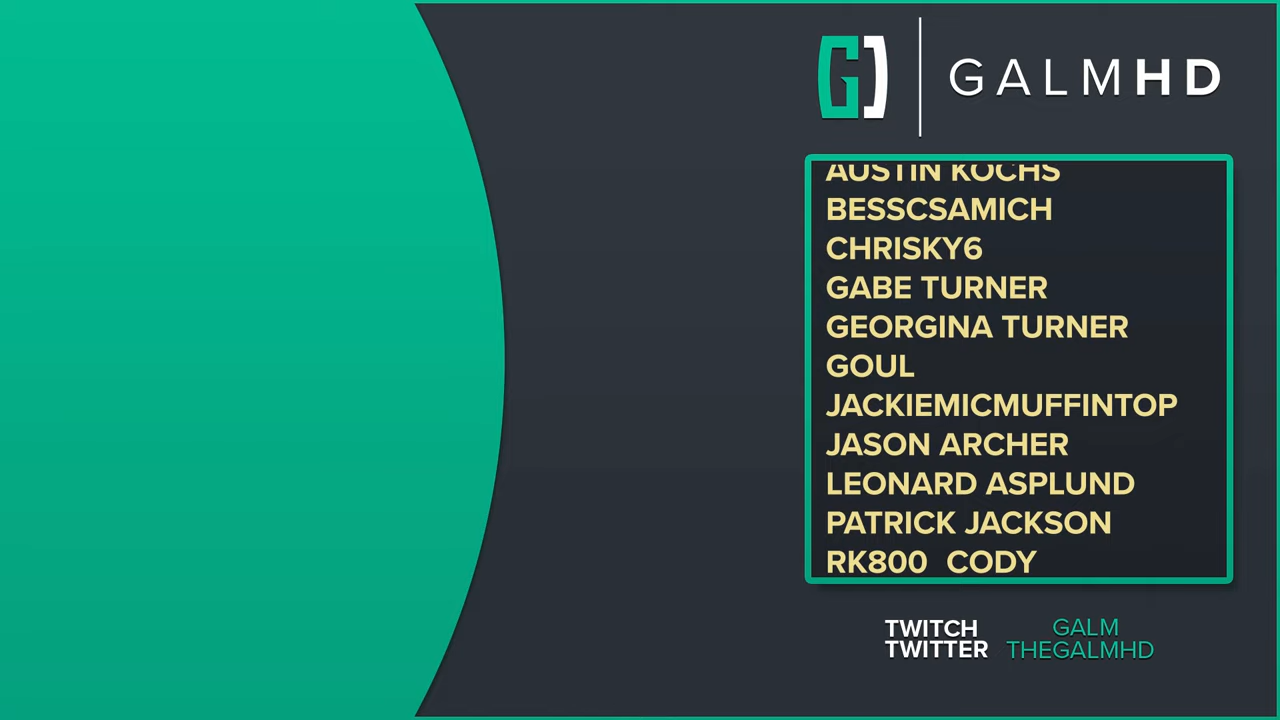 GALMHD
AUSTIN KOCHS
BESSCSAMICH
CHRISKY6
GABE TURNER
GEORGINA TURNER
GOUL
JACKIEMICMUFFINTOP
JASON ARCHER
LEONARD ASPLUND
PATRICK JACKSON
RK800 CODY
TWITCH GALM
TWITTER THEGALMHD